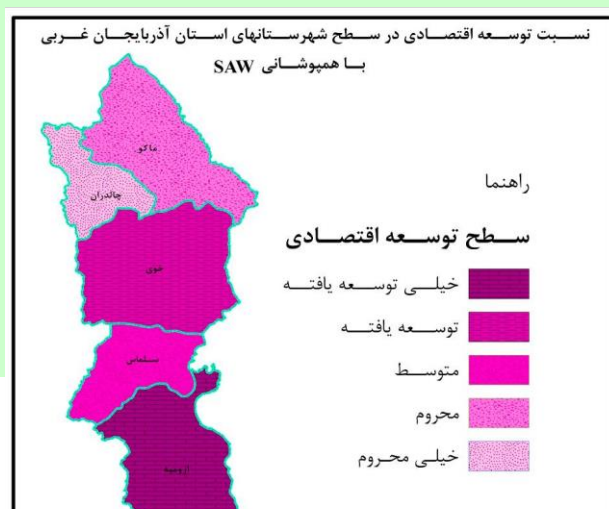 نسبت توسعه اقتصادی در سطح شهرستانهای استان آذربایجان غربی
با همپوشانی SAW
ماکو
چالدران
خوی
سلماس
ارومیه
راهنما
سطح توسعه اقتصادی
خیلی توسعه یافته
توسعه یافته
متوسط
محروم
خیلی محروم